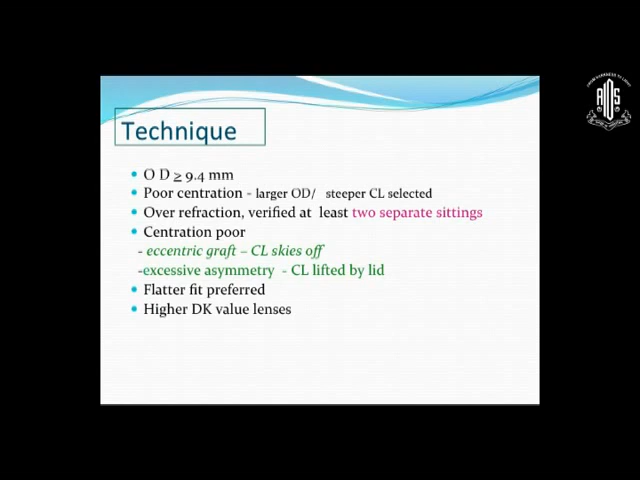 Technique
O D ≥ 9.4 mm
Poor centration - larger OD/ steeper CL selected
Over refraction, verified at least two separate sittings
Centration poor
- eccentric graft – CL skies off
-excessive asymmetry - CL lifted by lid
Flatter fit preferred
Higher DK value lenses